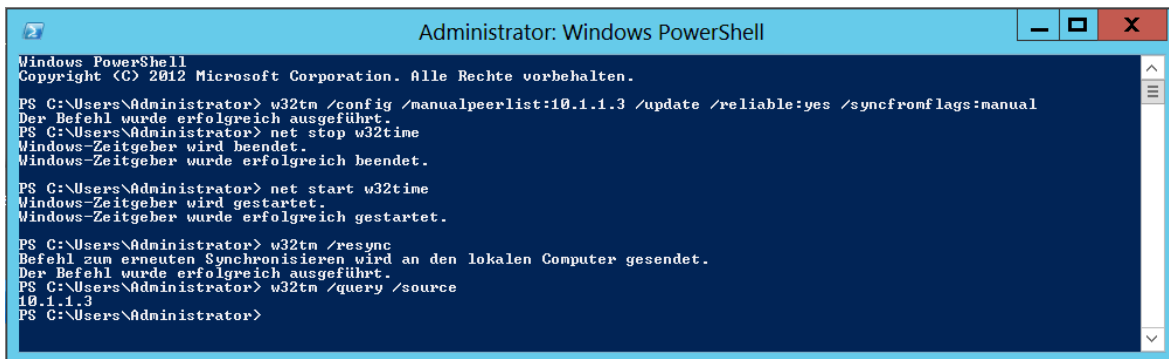 Administrator: Windows PowerShell
Windows PowerShell
Copyright (C) 2012 Microsoft Corporation. Alle Rechte vorbehalten.
PS C:\Users\Administrator> w32tm /config /manualpeerlist:10.1.1.3 /update /reliable:yes /syncfromflags:manual
Der Befehl wurde erfolgreich ausgeführt.
PS C:\Users\Administrator> net stop w32time
Windows-Zeitgeber wird beendet.
Windows-Zeitgeber wurde erfolgreich beendet.
PS C:\Users\Administrator> net start w32time
Windows-Zeitgeber wird gestartet.
Windows-Zeitgeber wurde erfolgreich gestartet.
PS C:\Users\Administrator> w32tm /resync
Befehl zum erneuten Synchronisieren wird an den lokalen Computer gesendet.
Der Befehl wurde erfolgreich ausgeführt.
PS C:\Users\Administrator> w32tm /query /source
10.1.1.3
PS C:\Users\Administrator>